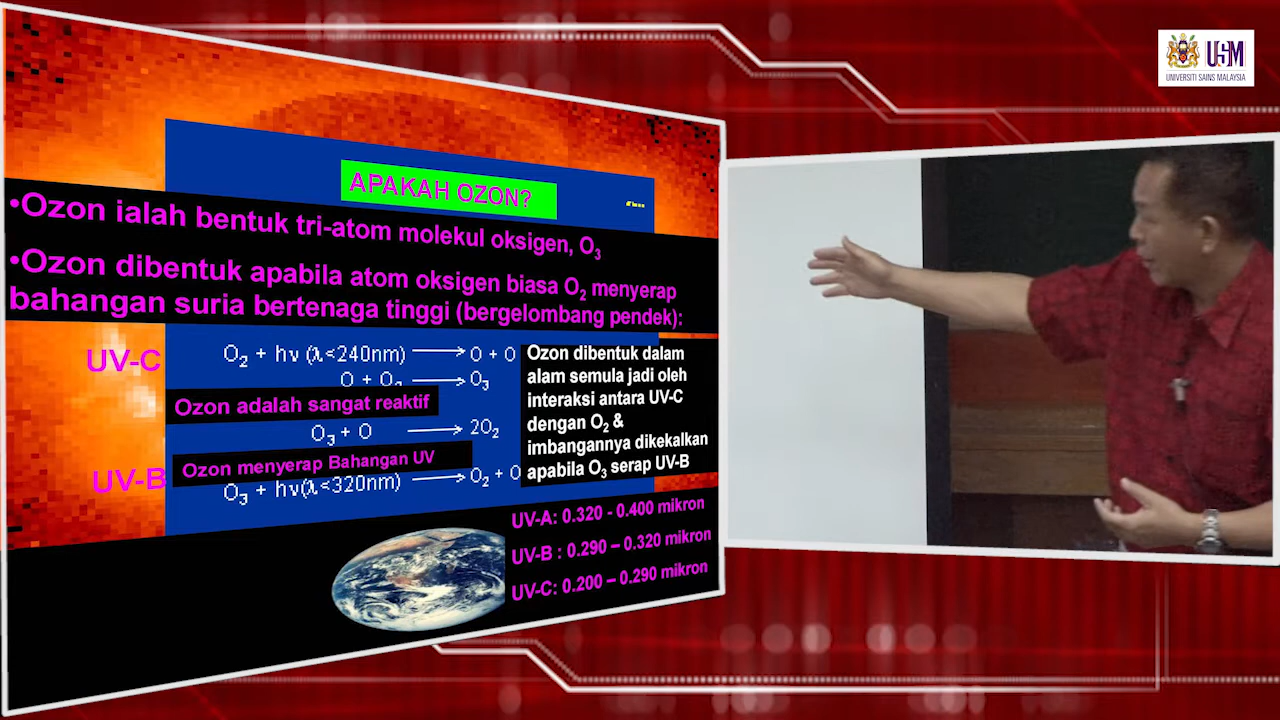 USM
UNIVERSITI SAINS MALAYSIA
APAKAH OZON?
•Ozon ialah bentuk tri-atom molekul oksigen, O₃
•Ozon dibentuk apabila atom oksigen biasa O₂ menyerap
bahangan suria bertenaga tinggi (bergelombang pendek):
UV-C
O₂ + hν (λ<240nm) ⟶ O + O
O + O₂ ⟶ O₃
Ozon adalah sangat reaktif
O₃ + O ⟶ 2O₂
Ozon menyerap Bahangan UV
UV-B
O₃ + hν(λ<320nm) ⟶ O₂ + O
Ozon dibentuk dalam
alam semula jadi oleh
interaksi antara UV-C
dengan O₂ &
imbangannya dikekalkan
apabila O₃ serap UV-B
UV-A: 0.320 - 0.400 mikron
UV-B : 0.290 – 0.320 mikron
UV-C: 0.200 – 0.290 mikron